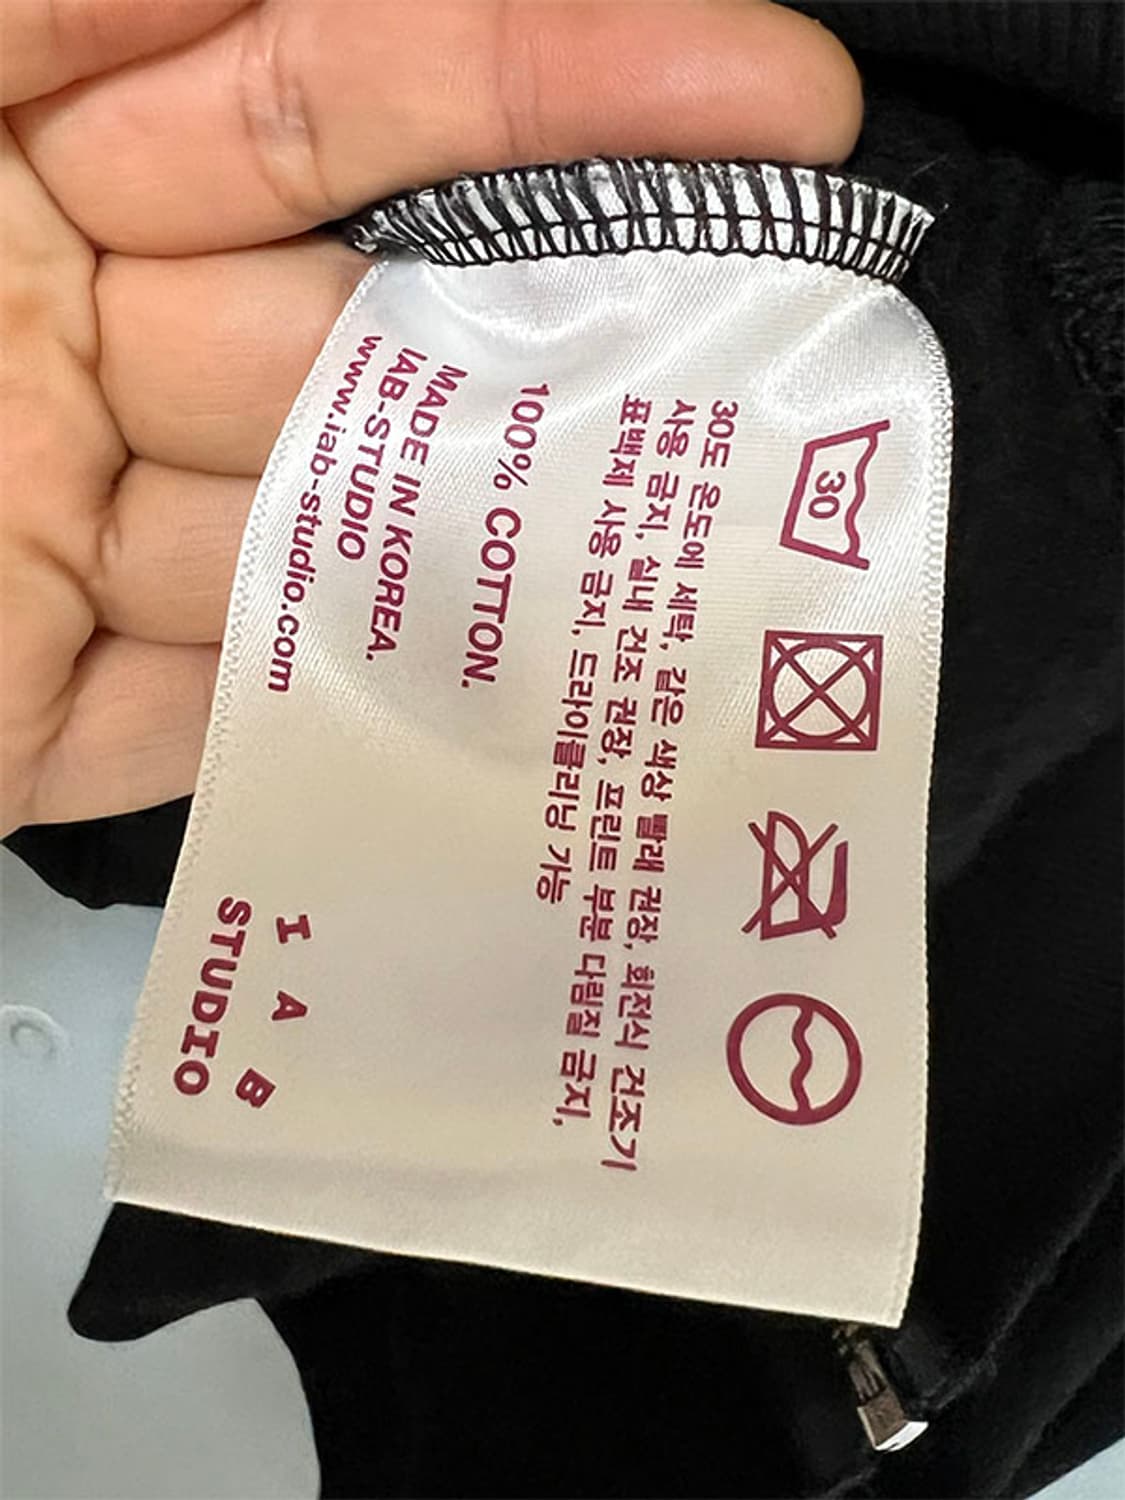 30
30도 온도에 세탁, 같은 색상 빨래 권장, 회전식 건조기
사용 금지, 실내 건조 권장, 프린트 부분 다림질 금지,
표백제 사용 금지, 드라이클리닝 가능
100% COTTON.
MADE IN KOREA.
IAB-STUDIO
www.iab-studio.com
I A B
STUDIO